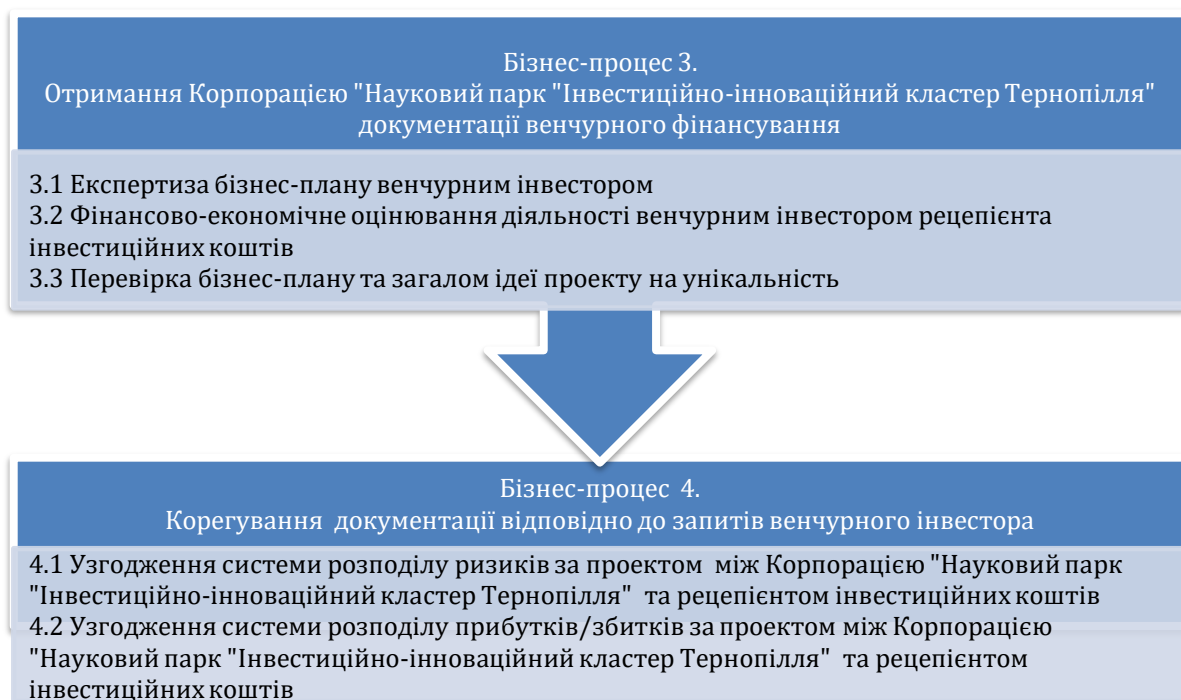 Бізнес-процес 3.
Отримання Корпорацією "Науковий парк "Інвестиційно-інноваційний кластер Тернопілля"
документації венчурного фінансування
3.1 Експертиза бізнес-плану венчурним інвестором
3.2 Фінансово-економічне оцінювання діяльності венчурним інвестором рецепієнта
інвестиційних коштів
3.3 Перевірка бізнес-плану та загалом ідеї проекту на унікальність
Бізнес-процес 4.
Корегування документації відповідно до запитів венчурного інвестора
4.1 Узгодження системи розподілу ризиків за проектом між Корпорацією "Науковий парк
"Інвестиційно-інноваційний кластер Тернопілля" та рецепієнтом інвестиційних коштів
4.2 Узгодження системи розподілу прибутків/збитків за проектом між Корпорацією
"Науковий парк "Інвестиційно-інноваційний кластер Тернопілля" та рецепієнтом
інвестиційних коштів